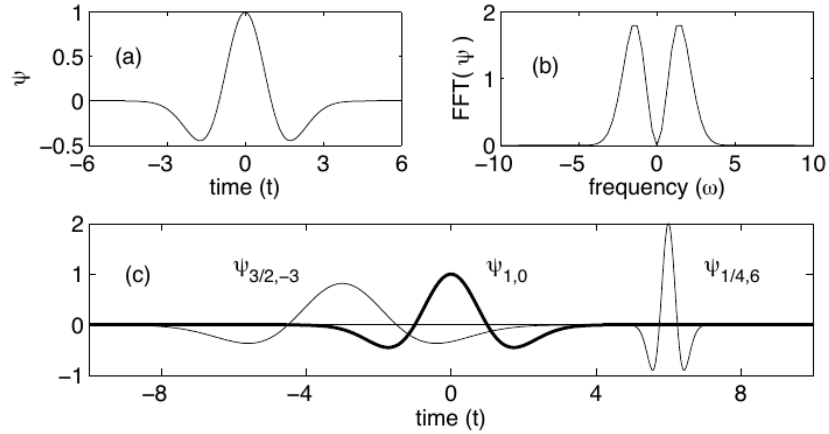 1
0.5
0
-0.5
ψ
(a)
−6
−3
0
3
6
time (t)
2
1
0
FFT( ψ )
(b)
−10
−5
0
5
10
frequency (ω)
2
1
0
−1
(c)
ψ3/2,−3
ψ1,0
ψ1/4,6
−8
−4
0
4
8
time (t)